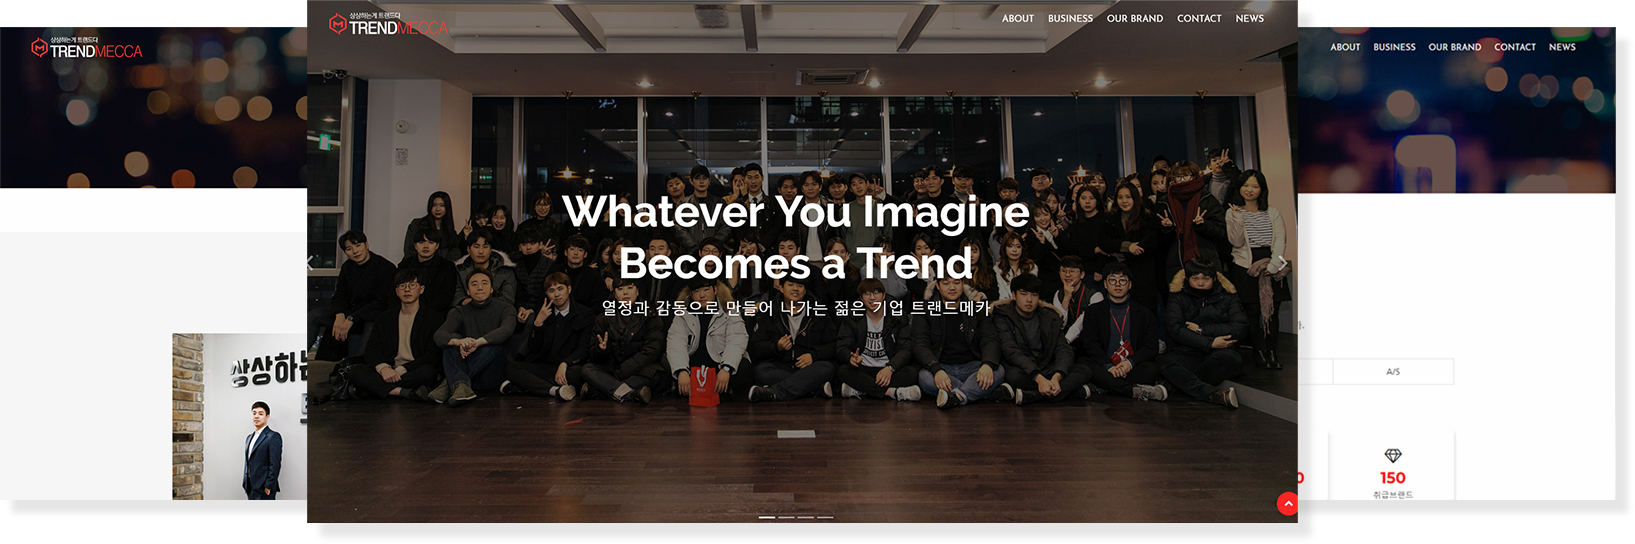 상상하는게 트랜드다
TRENDMECCA
상상하는
상상하는게 트랜드다
TRENDMECCA
ABOUT BUSINESS OUR BRAND CONTACT NEWS
Whatever You Imagine
Becomes a Trend
열정과 감동으로 만들어 나가는 젊은 기업 트랜드메카
ABOUT BUSINESS OUR BRAND CONTACT NEWS
A/S
150
취급브랜드